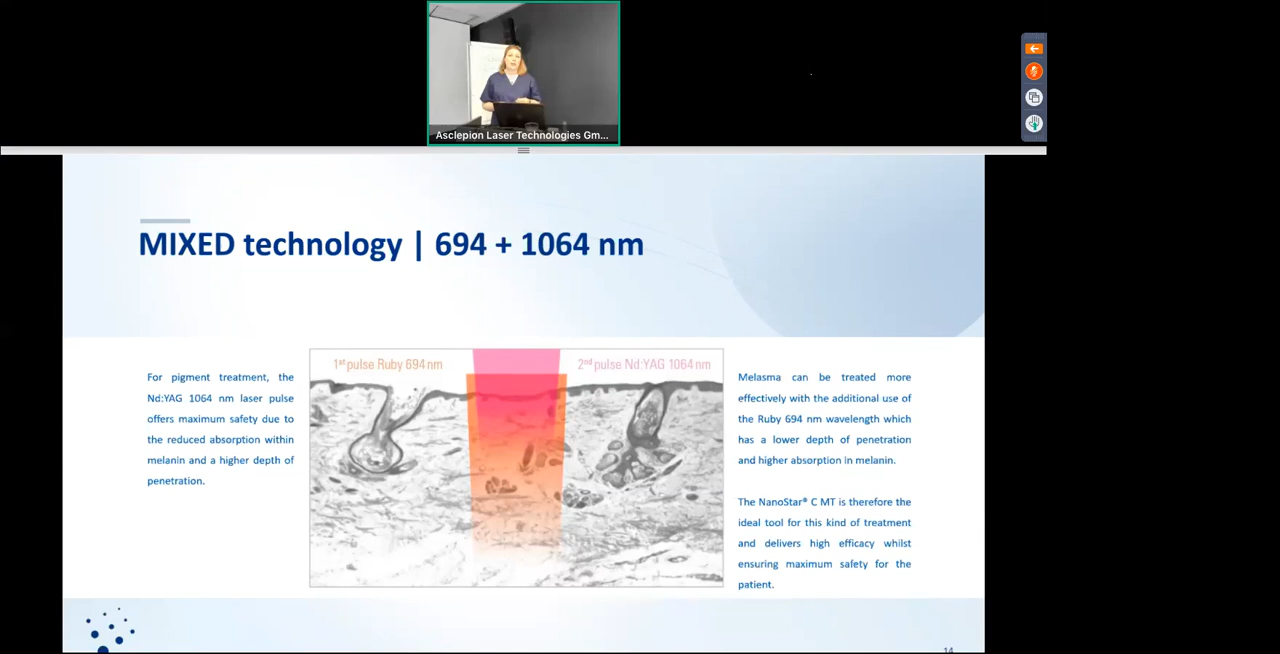 Asclepion Laser Technologies Gm...
MIXED technology | 694 + 1064 nm
For pigment treatment, the
Nd:YAG 1064 nm laser pulse
offers maximum safety due to
the reduced absorption within
melanin and a higher depth of
penetration.
1st pulse Ruby 694 nm
2nd pulse Nd:YAG 1064 nm
Melasma can be treated more
effectively with the additional use of
the Ruby 694 nm wavelength which
has a lower depth of penetration
and higher absorption in melanin.
The NanoStar® C MT is therefore the
ideal tool for this kind of treatment
and delivers high efficacy whilst
ensuring maximum safety for the
patient.
14